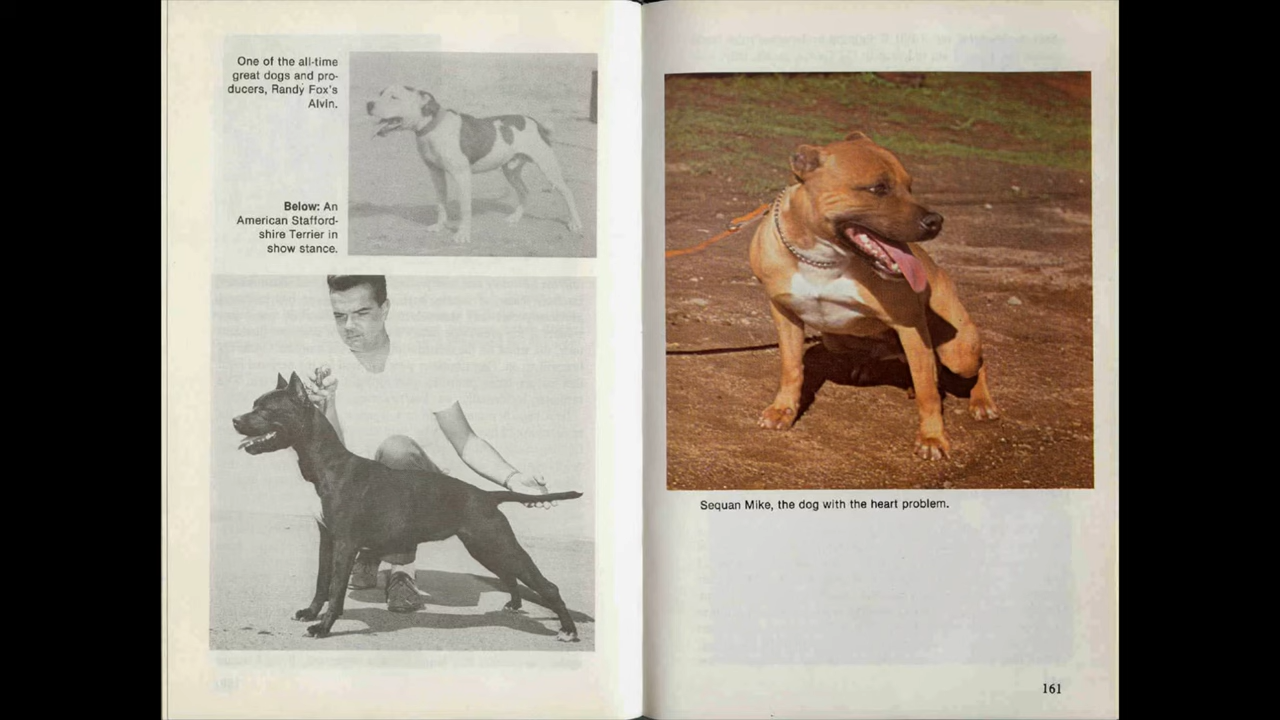 One of the all-time
great dogs and pro-
ducers, Randy Fox's
Alvin.
Below: An
American Stafford-
shire Terrier in
show stance.
Sequan Mike, the dog with the heart problem.
161